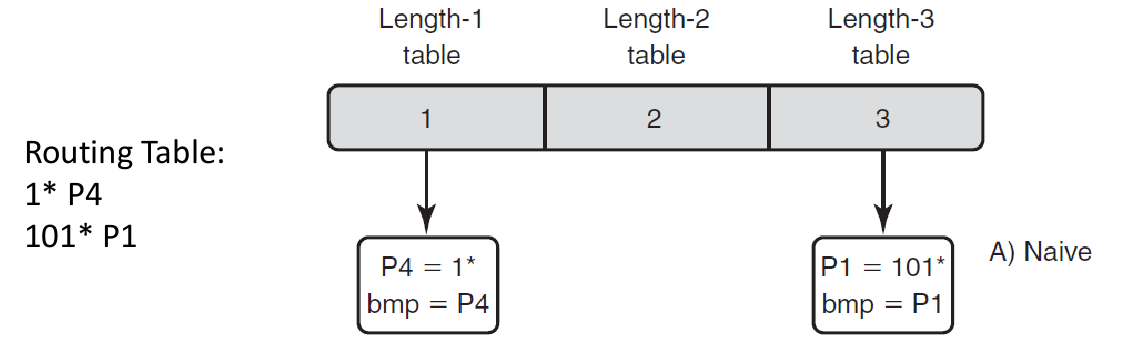 Length-1
table
Length-2
table
Length-3
table
1
2
3
Routing Table:
1* P4
101* P1
P4 = 1*
bmp = P4
P1 = 101*
bmp = P1
A) Naive